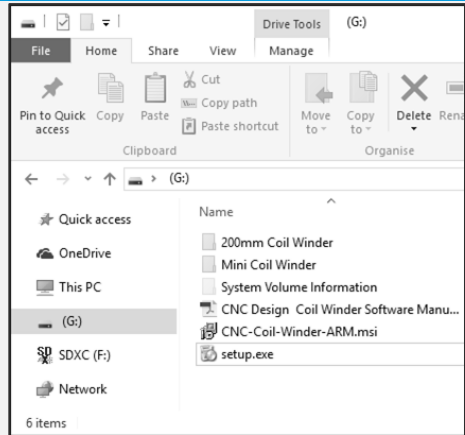 Drive Tools (G:)
File Home Share View Manage
Pin to Quick access
Copy
Paste
Cut
Copy path
Paste shortcut
Move to
Copy to
Delete
Clipboard
Organise
(G:)
Quick access
OneDrive
This PC
(G:)
SDXC (F:)
Network
Name
200mm Coil Winder
Mini Coil Winder
System Volume Information
CNC Design Coil Winder Software Manu...
CNC-Coil-Winder-ARM.msi
setup.exe
6 items